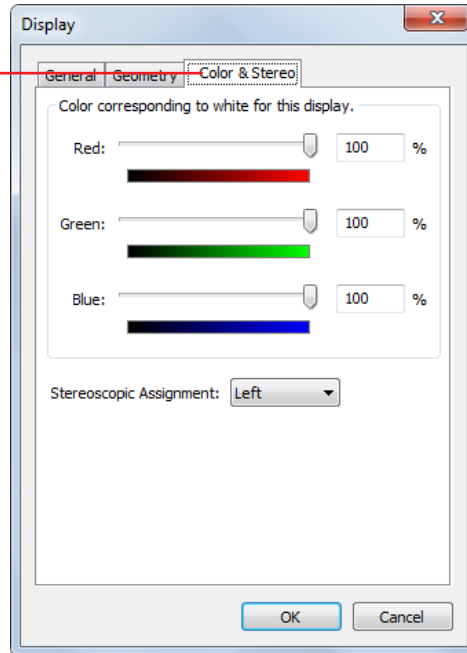 Display
General Geometry Color & Stereo
Color corresponding to white for this display.
Red: 100 %
Green: 100 %
Blue: 100 %
Stereoscopic Assignment: Left
OK Cancel